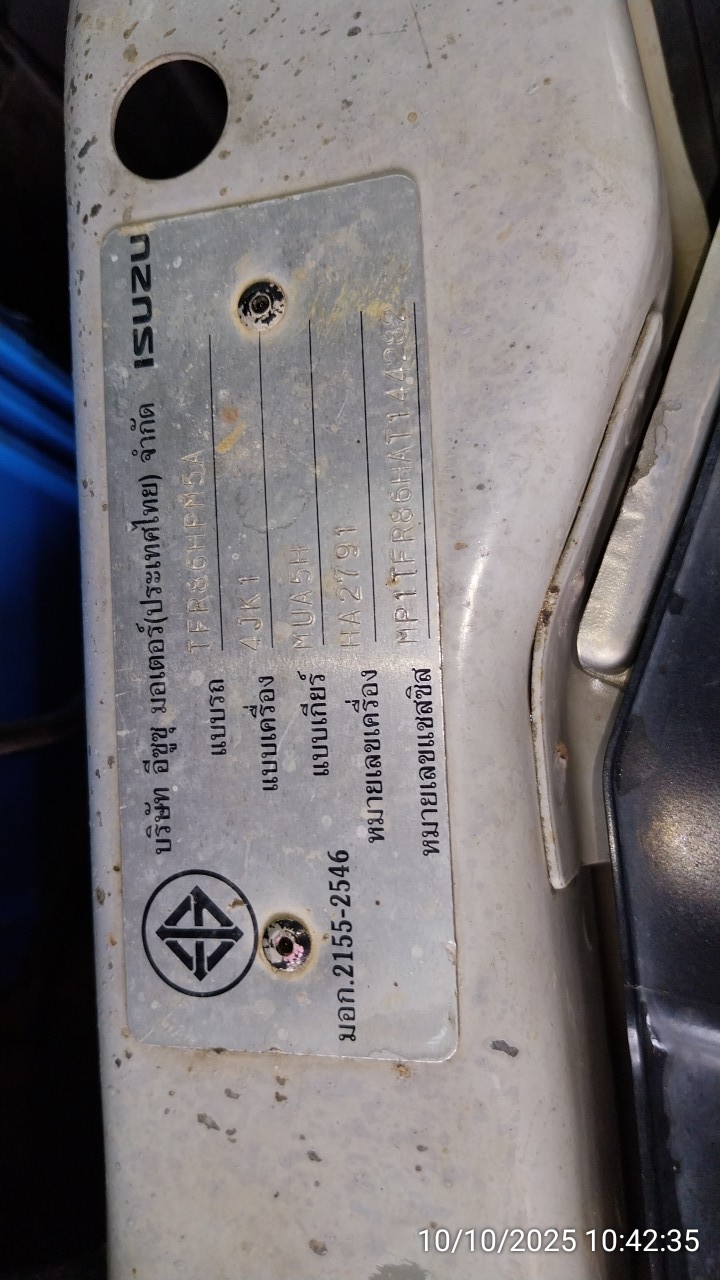 บริษัท อีซูซุ มอเตอร์(ประเทศไทย) จำกัด ISUZU
แบบรถ TFR86HPM5A
แบบเครื่อง 4JK1
แบบเกียร์ MUA5H
หมายเลขเครื่อง HA2791
หมายเลขแชสซิส MP1TFR86HAT144282
มอก.2155-2546
10/10/2025 10:42:35